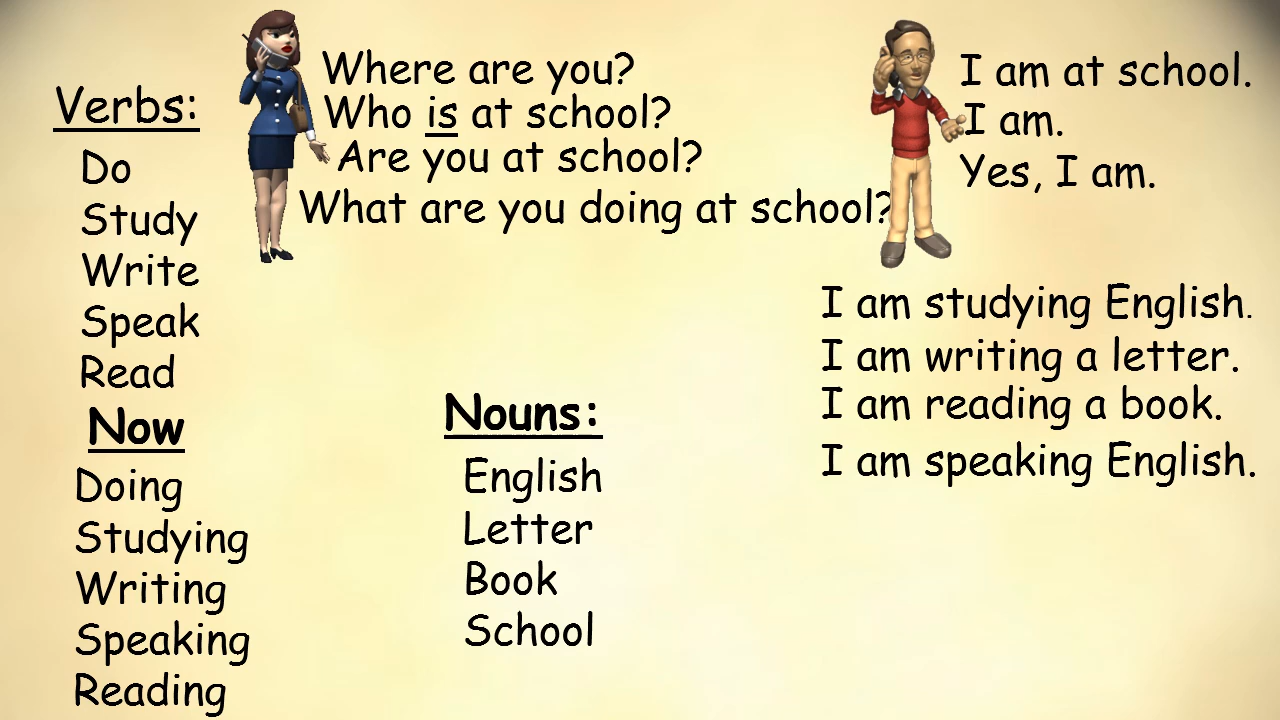 Verbs:
Do
Study
Write
Speak
Read
Now
Doing
Studying
Writing
Speaking
Reading
Where are you?
Who is at school?
Are you at school?
What are you doing at school?
I am at school.
I am.
Yes, I am.
I am studying English.
I am writing a letter.
I am reading a book.
I am speaking English.
Nouns:
English
Letter
Book
School